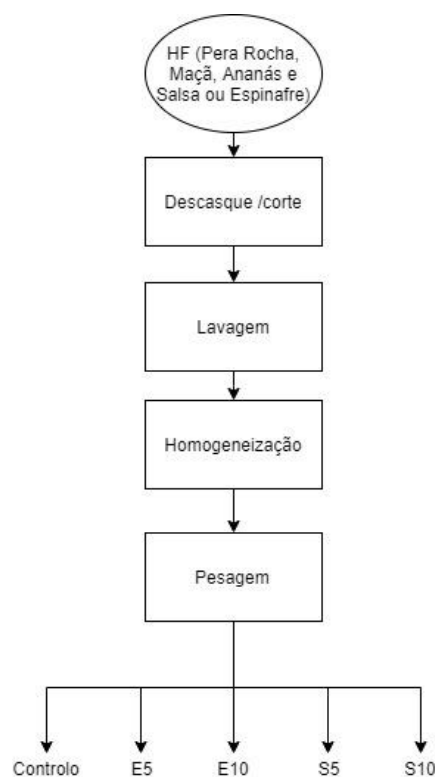 HF (Pera Rocha,
Maçã, Ananás e
Salsa ou Espinafre)
Descasque /corte
Lavagem
Homogeneização
Pesagem
Controlo E5 E10 S5 S10